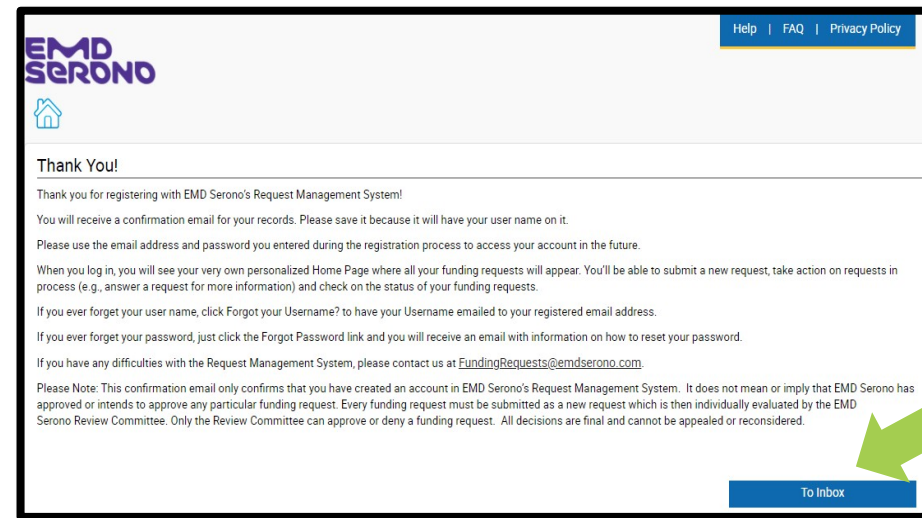 Help | FAQ | Privacy Policy
EMD
SERONO
Thank You!
Thank you for registering with EMD Serono's Request Management System!
You will receive a confirmation email for your records. Please save it because it will have your user name on it.
Please use the email address and password you entered during the registration process to access your account in the future.
When you log in, you will see your very own personalized Home Page where all your funding requests will appear. You'll be able to submit a new request, take action on requests in
process (e.g., answer a request for more information) and check on the status of your funding requests.
If you ever forget your user name, click Forgot your Username? to have your Username emailed to your registered email address.
If you ever forget your password, just click the Forgot Password link and you will receive an email with information on how to reset your password.
If you have any difficulties with the Request Management System, please contact us at FundingRequests@emdserono.com.
Please Note: This confirmation email only confirms that you have created an account in EMD Serono's Request Management System. It does not mean or imply that EMD Serono has
approved or intends to approve any particular funding request. Every funding request must be submitted as a new request which is then individually evaluated by the EMD
Serono Review Committee. Only the Review Committee can approve or deny a funding request. All decisions are final and cannot be appealed or reconsidered.
To Inbox